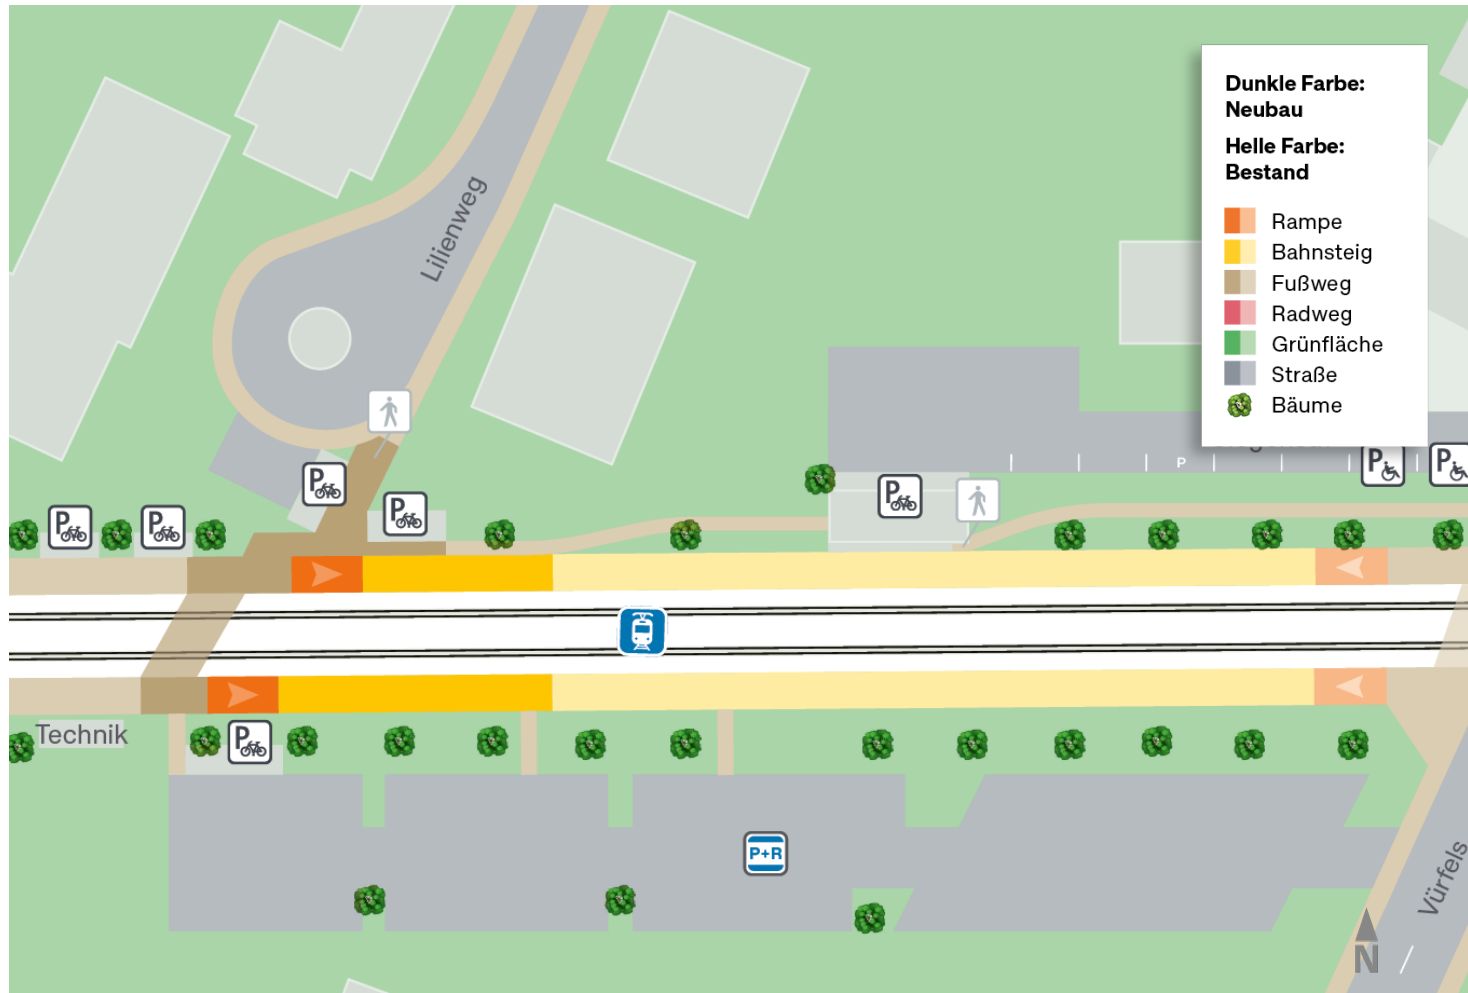 Dunkle Farbe:
Neubau
Helle Farbe:
Bestand
Rampe
Bahnsteig
Fußweg
Radweg
Grünfläche
Straße
Bäume
Lilienweg
P
P
P
P
P
P
P
P
P
Technik
P+R
Vürfels
N